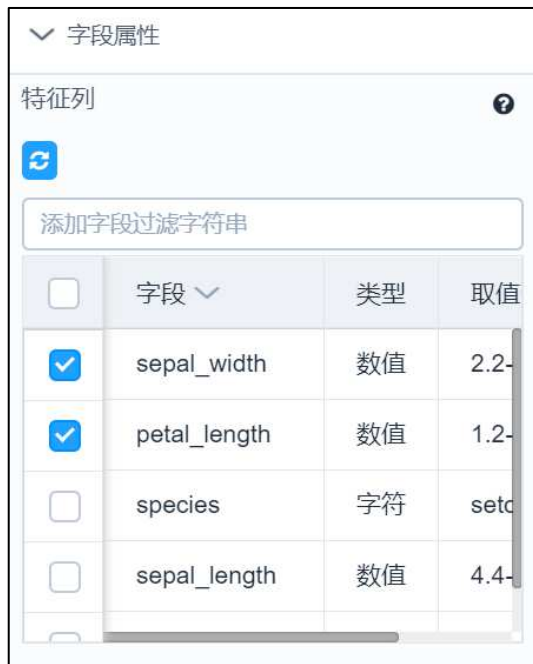 字段属性
特征列
添加字段过滤字符串
字段 类型 取值
sepal_width 数值 2.2-
petal_length 数值 1.2-
species 字符 setc
sepal_length 数值 4.4-